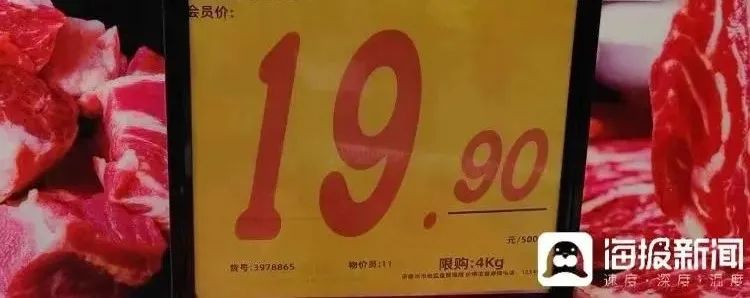 会员价:
19.90
元/500
货号:3978865
物价员:11
限购:4Kg
海报新闻
速度·深度·温度